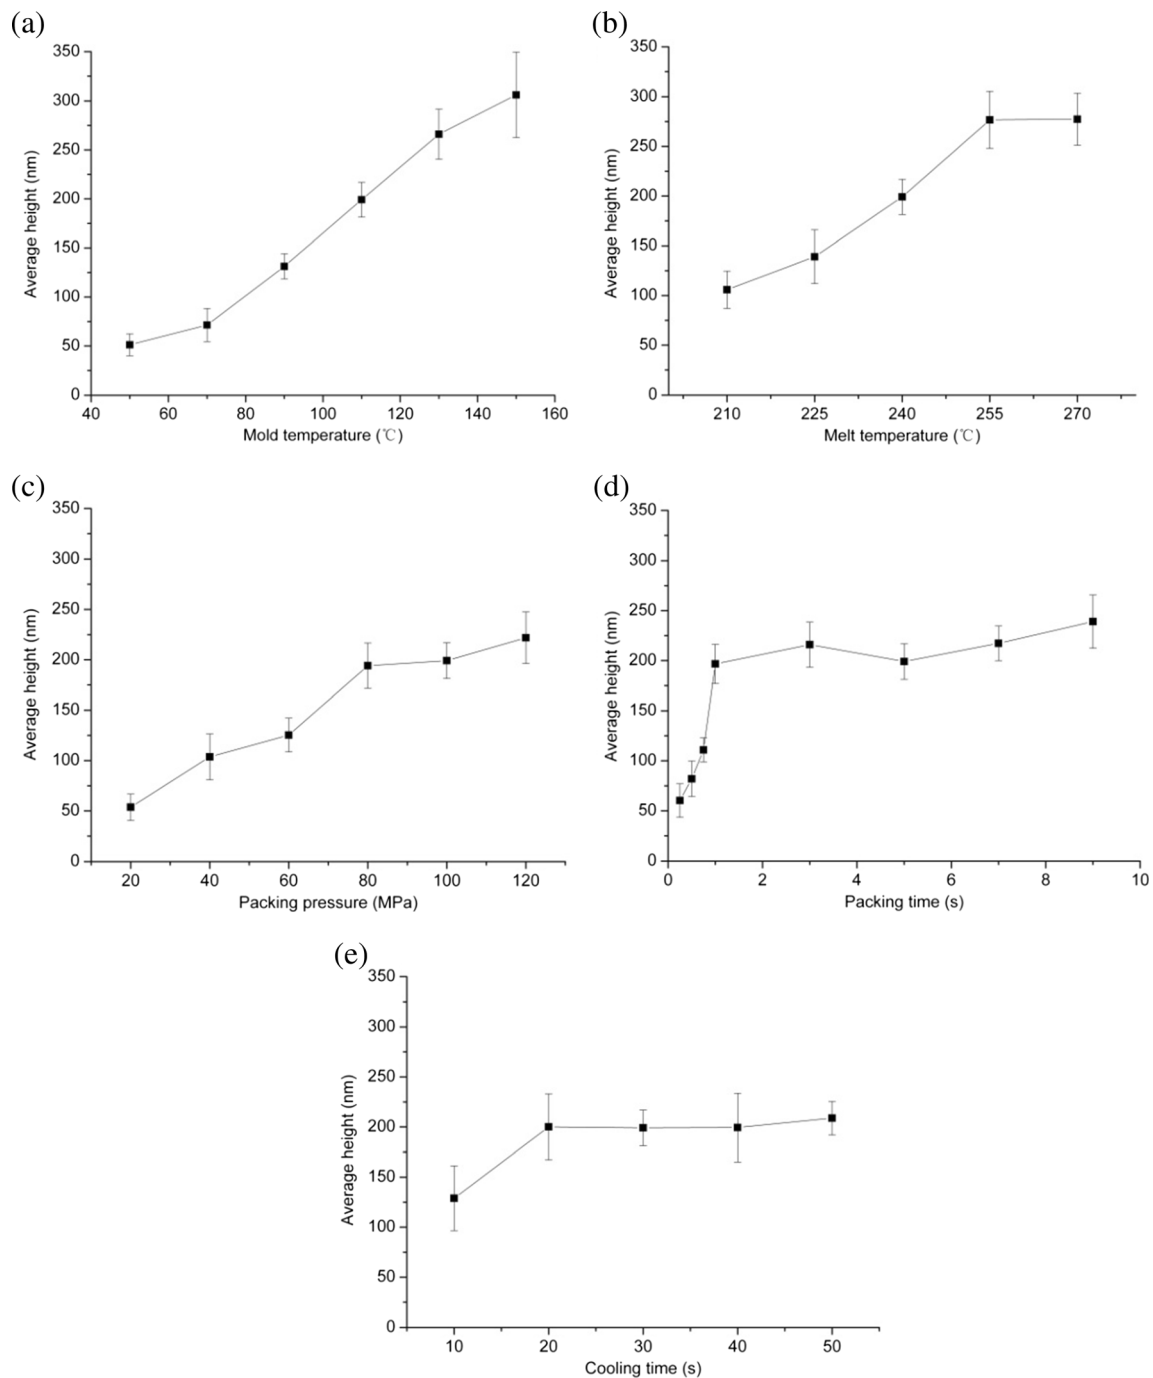 (a)
350
300
250
200
150
100
50
0
40 60 80 100 120 140 160
Average height (nm)
Mold temperature (℃)
(b)
350
300
250
200
150
100
50
0
210 225 240 255 270
Average height (nm)
Melt temperature (℃)
(c)
350
300
250
200
150
100
50
0
20 40 60 80 100 120
Average height (nm)
Packing pressure (MPa)
(d)
350
300
250
200
150
100
50
0
0 2 4 6 8 10
Average height (nm)
Packing time (s)
(e)
350
300
250
200
150
100
50
0
10 20 30 40 50
Average height (nm)
Cooling time (s)